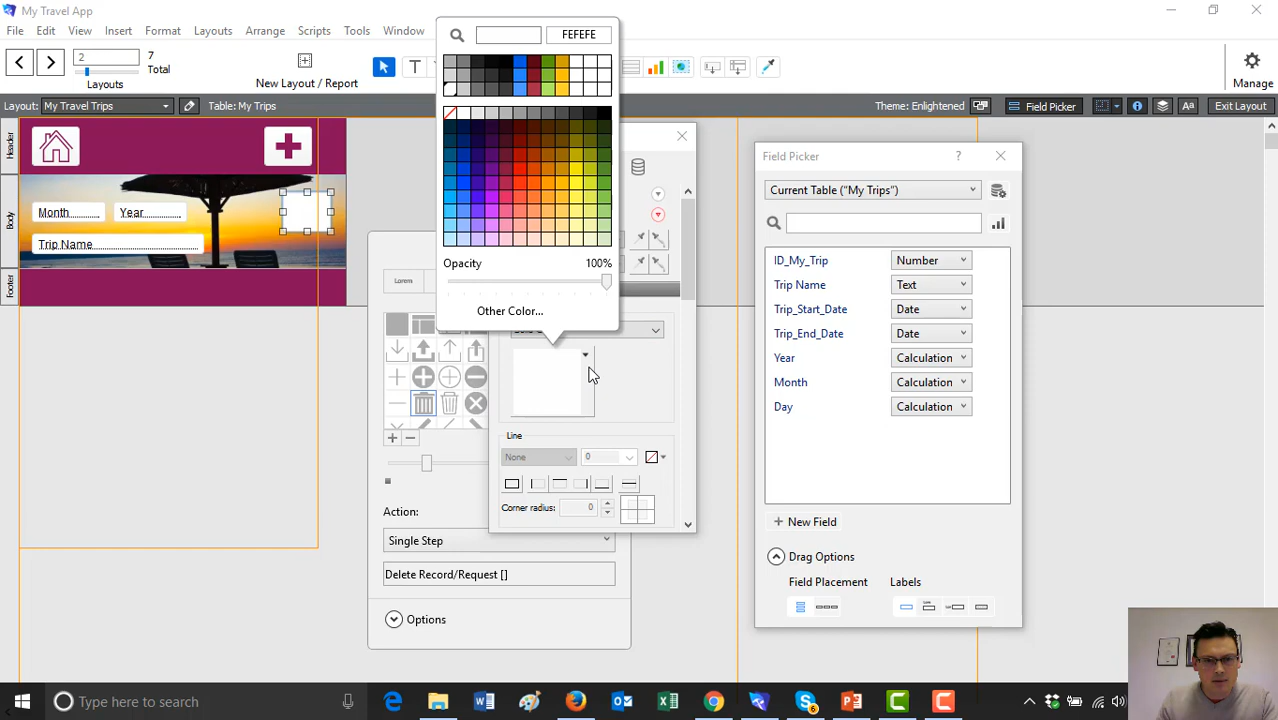 My Travel App
File Edit View Insert Format Layouts Arrange Scripts Tools Window
FEFEFE
2
7
Total
Layouts
New Layout / Report
T
Manage
Layout: My Travel Trips
Table: My Trips
Theme: Enlightened
Field Picker
Aa
Exit Layout
Header
Body
Footer
Month
Year
Trip Name
Opacity 100%
Other Color...
Lorem
Line
None
0
Corner radius: 0
Action:
Single Step
Delete Record/Request []
Options
Field Picker
?
Current Table ("My Trips")
ID_My_Trip Number
Trip Name Text
Trip_Start_Date Date
Trip_End_Date Date
Year Calculation
Month Calculation
Day Calculation
+ New Field
Drag Options
Field Placement Labels
Type here to search